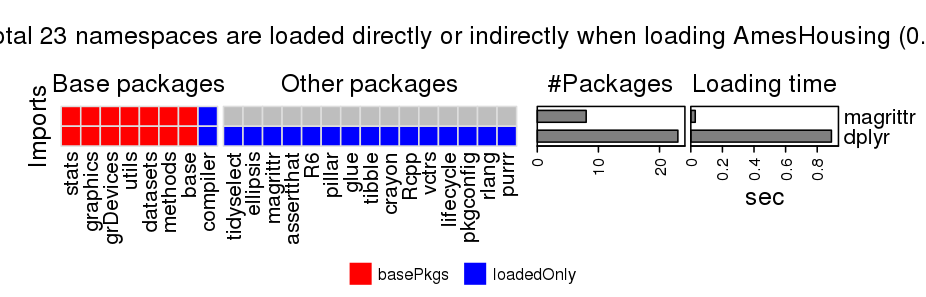 otal 23 namespaces are loaded directly or indirectly when loading AmesHousing (0.
Base packages Other packages #Packages Loading time
Imports
magrittr
dplyr
stats graphics grDevices utils datasets methods base compiler tidyselect ellipsis magrittr assertthat R6 pillar glue tibble crayon Rcpp vctrs lifecycle pkgconfig rlang purrr
0 10 20 0 0.2 0.4 0.6 0.8
sec
basePkgs loadedOnly